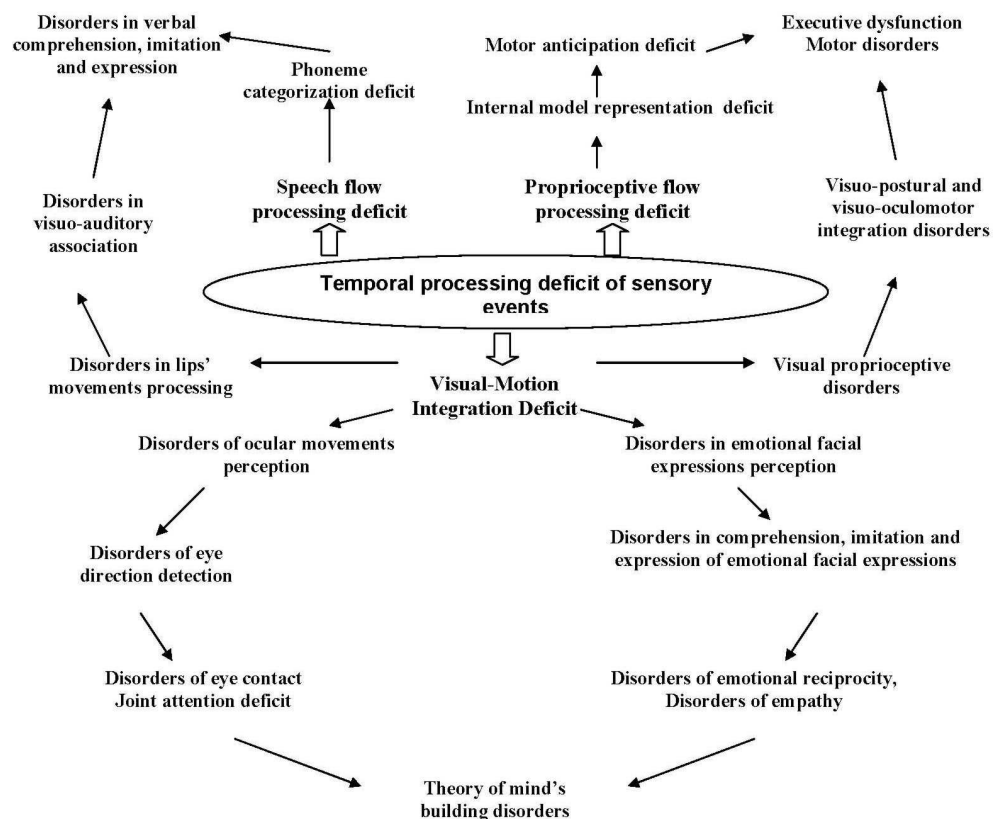 Disorders in verbal
comprehension, imitation
and expression
Phoneme
categorization deficit
Motor anticipation deficit
Executive dysfunction
Motor disorders
Internal model representation deficit
Disorders in
visuo-auditory
association
Speech flow
processing deficit
Proprioceptive flow
processing deficit
Visuo-postural and
visuo-oculomotor
integration disorders
Temporal processing deficit of sensory
events
Disorders in lips'
movements processing
Visual-Motion
Integration Deficit
Visual proprioceptive
disorders
Disorders of ocular movements
perception
Disorders in emotional facial
expressions perception
Disorders of eye
direction detection
Disorders in comprehension, imitation and
expression of emotional facial expressions
Disorders of eye contact
Joint attention deficit
Disorders of emotional reciprocity,
Disorders of empathy
Theory of mind's
building disorders